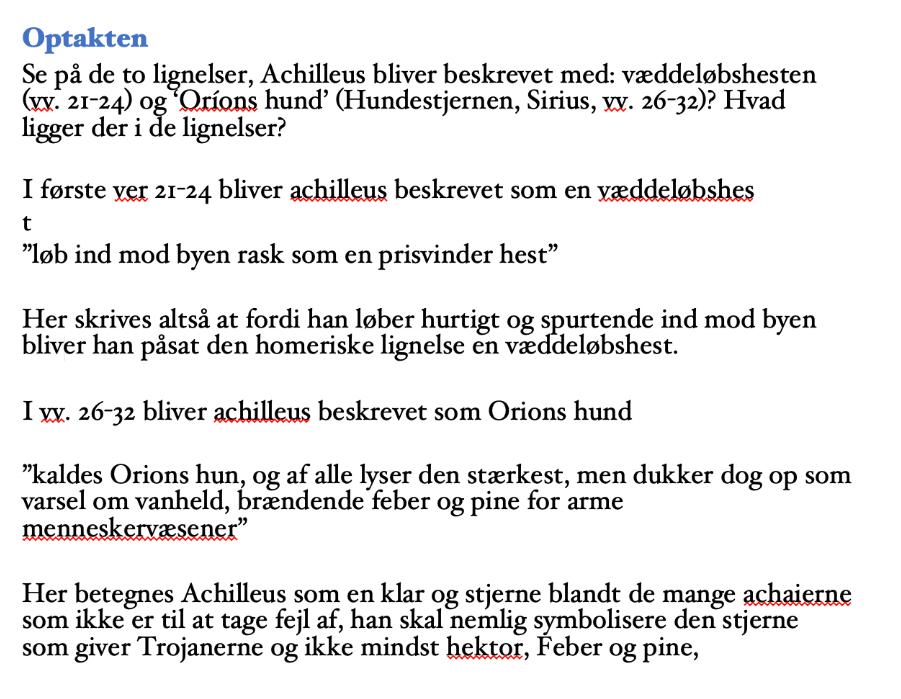 Optakten
Se på de to lignelser, Achilleus bliver beskrevet med: væddeløbshesten
(vv. 21-24) og ‘Oríons hund’ (Hundestjernen, Sirius, vv. 26-32)? Hvad
ligger der i de lignelser?
I første ver 21-24 bliver achilleus beskrevet som en væddeløbshes
t
”løb ind mod byen rask som en prisvinder hest”
Her skrives altså at fordi han løber hurtigt og spurtende ind mod byen
bliver han påsat den homeriske lignelse en væddeløbshest.
I vv. 26-32 bliver achilleus beskrevet som Orions hund
”kaldes Orions hun, og af alle lyser den stærkest, men dukker dog op som
varsel om vanheld, brændende feber og pine for arme
menneskervæsener”
Her betegnes Achilleus som en klar og stjerne blandt de mange achaierne
som ikke er til at tage fejl af, han skal nemlig symbolisere den stjerne
som giver Trojanerne og ikke mindst hektor, Feber og pine,